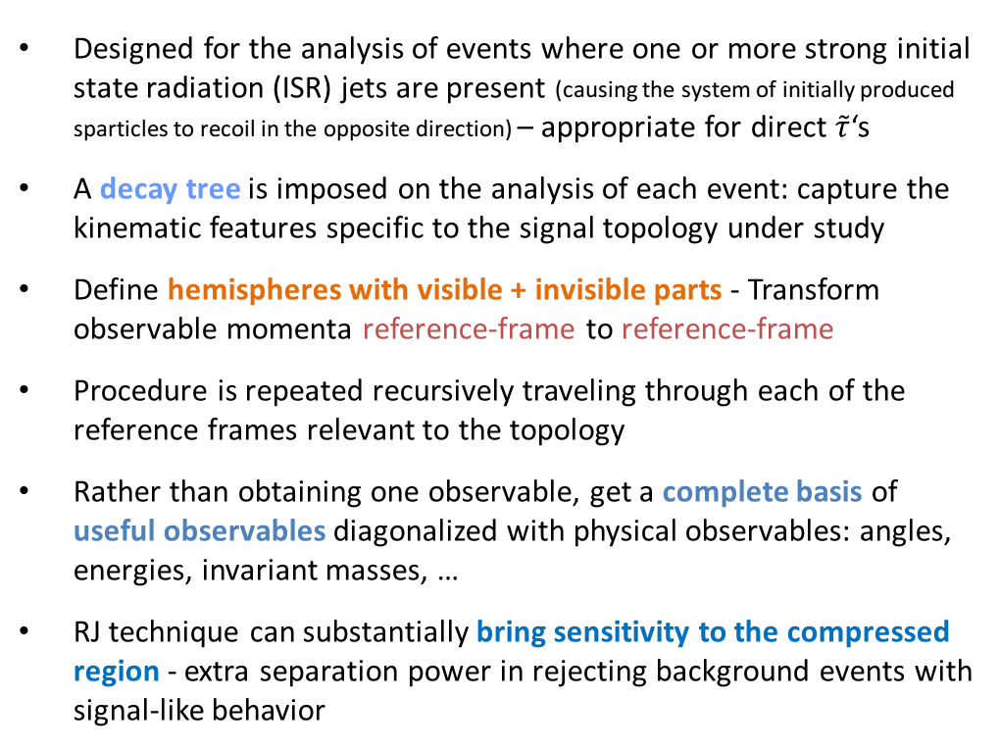 • Designed for the analysis of events where one or more strong initial
state radiation (ISR) jets are present (causing the system of initially produced
sparticles to recoil in the opposite direction) – appropriate for direct τ̃‘s
• A decay tree is imposed on the analysis of each event: capture the
kinematic features specific to the signal topology under study
• Define hemispheres with visible + invisible parts - Transform
observable momenta reference-frame to reference-frame
• Procedure is repeated recursively traveling through each of the
reference frames relevant to the topology
• Rather than obtaining one observable, get a complete basis of
useful observables diagonalized with physical observables: angles,
energies, invariant masses, …
• RJ technique can substantially bring sensitivity to the compressed
region - extra separation power in rejecting background events with
signal-like behavior